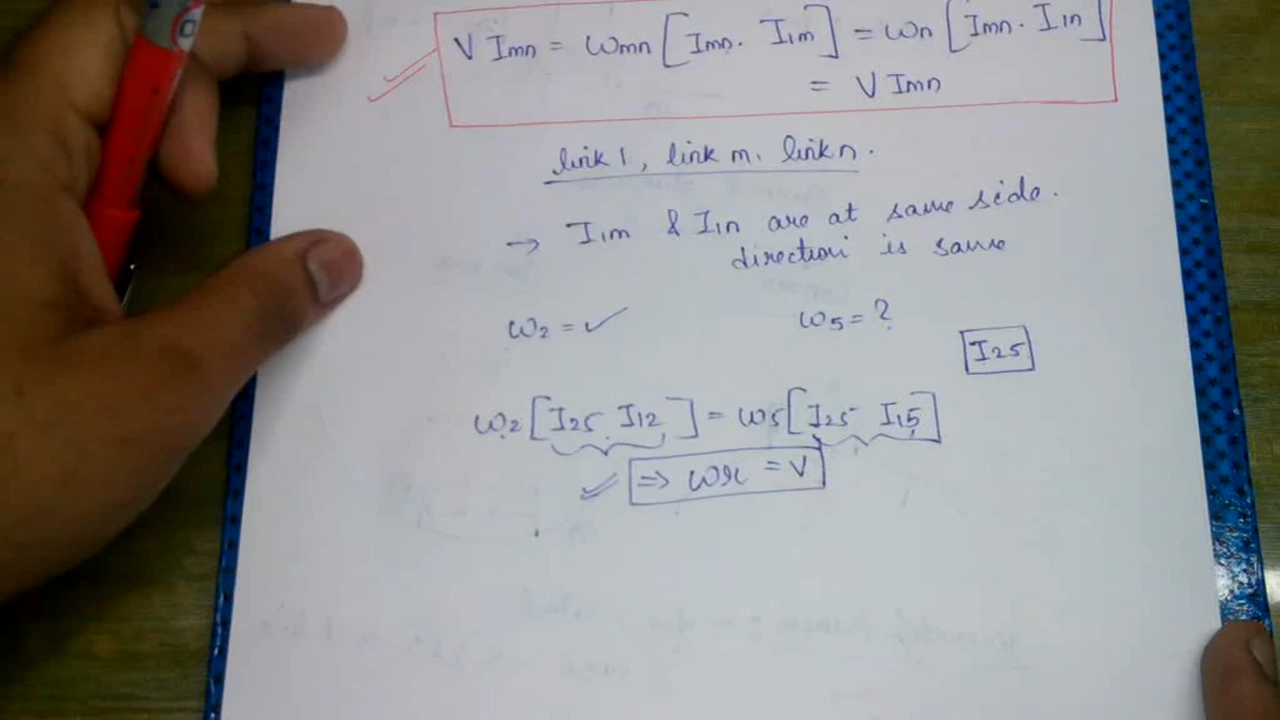 V Imn = ωmn [Imn. I1m] = ωn [Imn. I1n]
= V Imn
link 1, link m, link n.
→ I1m & I1n are at same side.
direction is same
ω2 = ✓ ω5 = ?
I25
ω2 [I25 I12] = ω5 [I25 I15]
⇒ ωr = V